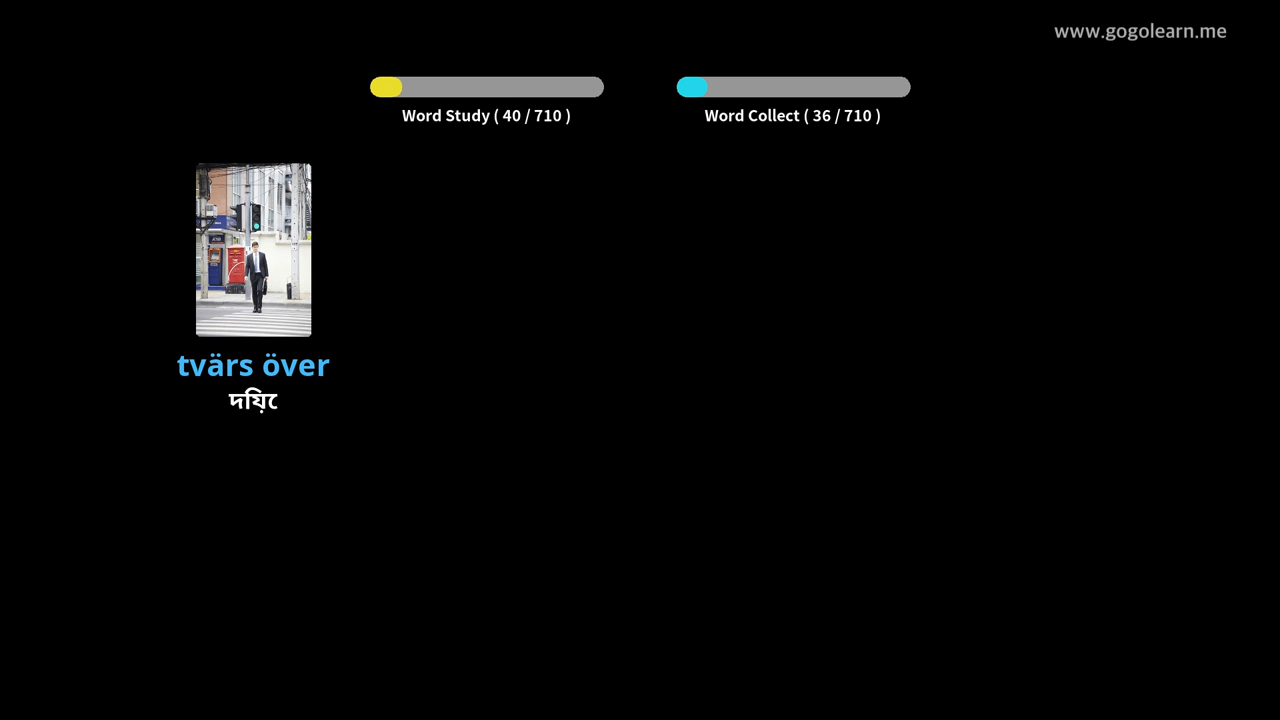 www.gogolearn.me
Word Study ( 40 / 710 )
Word Collect ( 36 / 710 )
tvärs över
দিয়ে